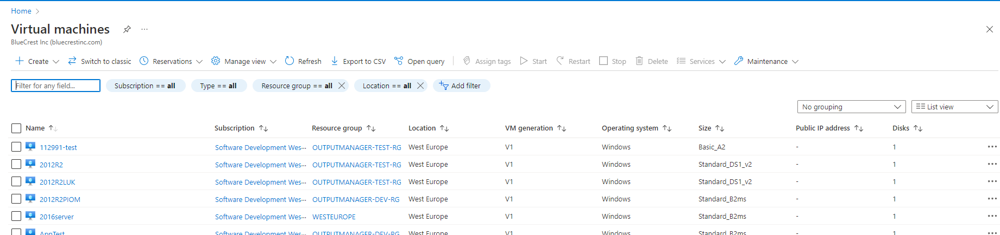 Home
Virtual machines
BlueCrest Inc (bluecrestinc.com)
Create Switch to classic Reservations Manage view Refresh Export to CSV Open query Assign tags Start Restart Stop Delete Services Maintenance
Filter for any field... Subscription == all Type == all Resource group == all Location == all Add filter
No grouping List view
Name Subscription Resource group Location VM generation Operating system Size Public IP address Disks
112991-test Software Development Wes... OUTPUTMANAGER-TEST-RG West Europe V1 Windows Basic_A2 - 1
2012R2 Software Development Wes... OUTPUTMANAGER-TEST-RG West Europe V1 Windows Standard_DS1_v2 - 1
2012R2LUK Software Development Wes... OUTPUTMANAGER-TEST-RG West Europe V1 Windows Standard_DS1_v2 - 1
2012R2PIOM Software Development Wes... OUTPUTMANAGER-DEV-RG West Europe V1 Windows Standard_B2ms - 1
2016server Software Development Wes... WESTEUROPE West Europe V1 Windows Standard_B2ms - 1
AppTest Software Development Wes... OUTPUTMANAGER-DEV-RG West Europe V1 Windows Standard_B2ms - 1